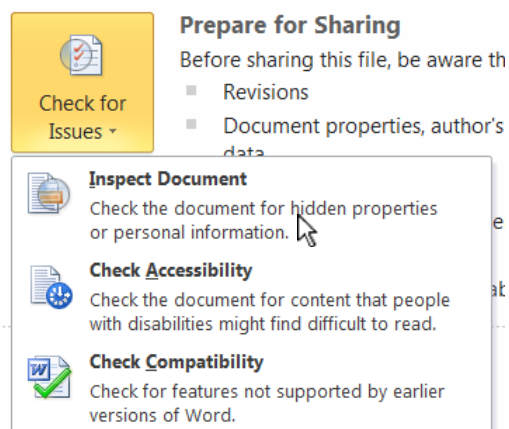 Prepare for Sharing
Before sharing this file, be aware th
Check for
Issues
Revisions
Document properties, author's
data
Inspect Document
Check the document for hidden properties
or personal information.
Check Accessibility
Check the document for content that people
with disabilities might find difficult to read.
Check Compatibility
Check for features not supported by earlier
versions of Word.